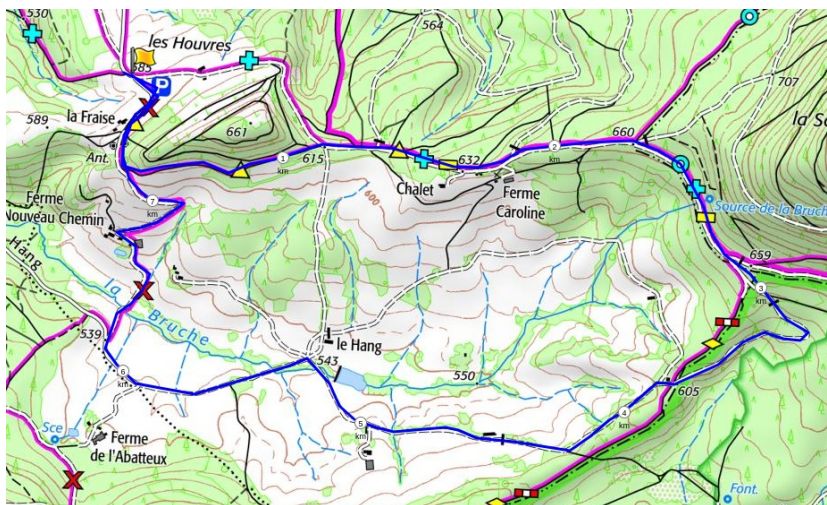 530
les Houvres
585
P
564
la Fraise
589
661
Ant.
1
km
615
632
2
km
660
707
la So
Chalet
Ferme
Caroline
600
Source de la Bruche
Ferme
Nouveau Chemin
7
km
Hang
la Bruche
659
3
km
539
le Hang
543
550
605
6
km
4
km
5
km
Sce
Ferme
de l'Abatteux
Font.